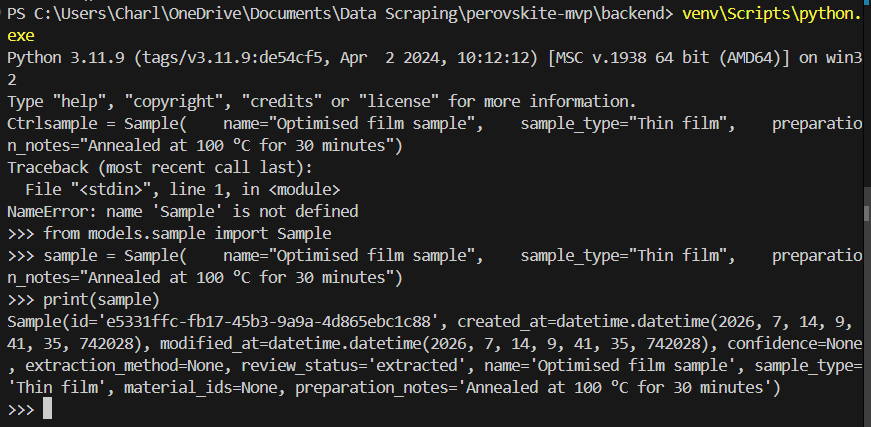 PS C:\Users\Charl\OneDrive\Documents\Data Scraping\perovskite-mvp\backend> venv\Scripts\python.
exe
Python 3.11.9 (tags/v3.11.9:de54cf5, Apr  2 2024, 10:12:12) [MSC v.1938 64 bit (AMD64)] on win3
2
Type "help", "copyright", "credits" or "license" for more information.
Ctrlsample = Sample(    name="Optimised film sample",    sample_type="Thin film",    preparatio
n_notes="Annealed at 100 °C for 30 minutes")
Traceback (most recent call last):
  File "<stdin>", line 1, in <module>
NameError: name 'Sample' is not defined
>>> from models.sample import Sample
>>> sample = Sample(    name="Optimised film sample",    sample_type="Thin film",    preparatio
n_notes="Annealed at 100 °C for 30 minutes")
>>> print(sample)
Sample(id='e5331ffc-fb17-45b3-9a9a-4d865ebc1c88', created_at=datetime.datetime(2026, 7, 14, 9,
41, 35, 742028), modified_at=datetime.datetime(2026, 7, 14, 9, 41, 35, 742028), confidence=None
, extraction_method=None, review_status='extracted', name='Optimised film sample', sample_type=
'Thin film', material_ids=None, preparation_notes='Annealed at 100 °C for 30 minutes')
>>>